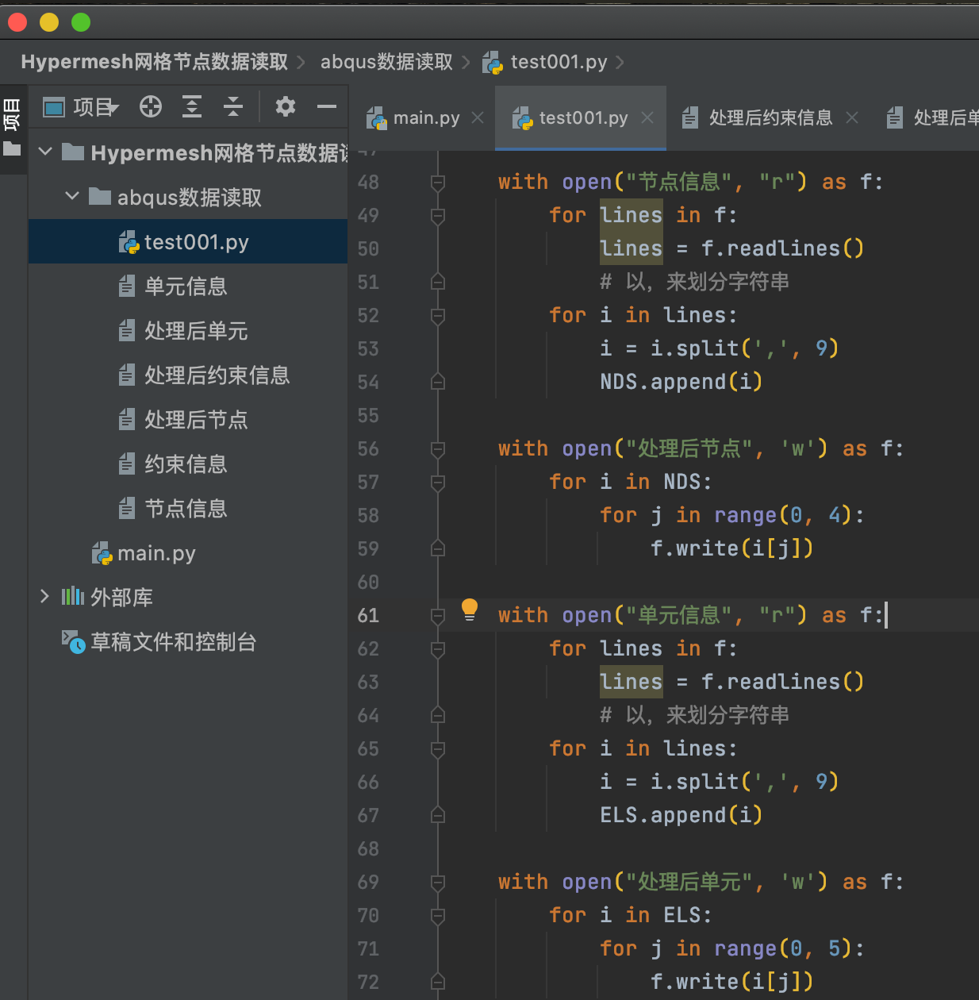 Hypermesh网格节点数据读取 abqus数据读取 test001.py
项目
项目
main.py test001.py 处理后约束信息 处理后单
Hypermesh网格节点数据
abqus数据读取
test001.py
单元信息
处理后单元
处理后约束信息
处理后节点
约束信息
节点信息
main.py
外部库
草稿文件和控制台
47
48 with open("节点信息", "r") as f:
49 for lines in f:
50 lines = f.readlines()
51 # 以，来划分字符串
52 for i in lines:
53 i = i.split(',', 9)
54 NDS.append(i)
55
56 with open("处理后节点", 'w') as f:
57 for i in NDS:
58 for j in range(0, 4):
59 f.write(i[j])
60
61 with open("单元信息", "r") as f:
62 for lines in f:
63 lines = f.readlines()
64 # 以，来划分字符串
65 for i in lines:
66 i = i.split(',', 9)
67 ELS.append(i)
68
69 with open("处理后单元", 'w') as f:
70 for i in ELS:
71 for j in range(0, 5):
72 f.write(i[j])